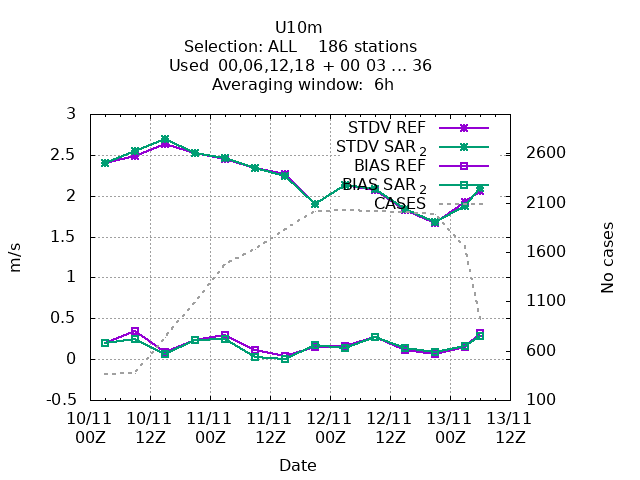 U10m
Selection: ALL    186 stations
Used  00,06,12,18 + 00 03 ... 36
Averaging window:  6h
STDV REF
STDV SAR 2
BIAS REF
BIAS SAR 2
CASES
3
2.5
2
1.5
1
0.5
0
-0.5
m/s
2600
2100
1600
1100
600
100
No cases
10/11 10/11 11/11 11/11 12/11 12/11 13/11 13/11
00Z 12Z 00Z 12Z 00Z 12Z 00Z 12Z
Date